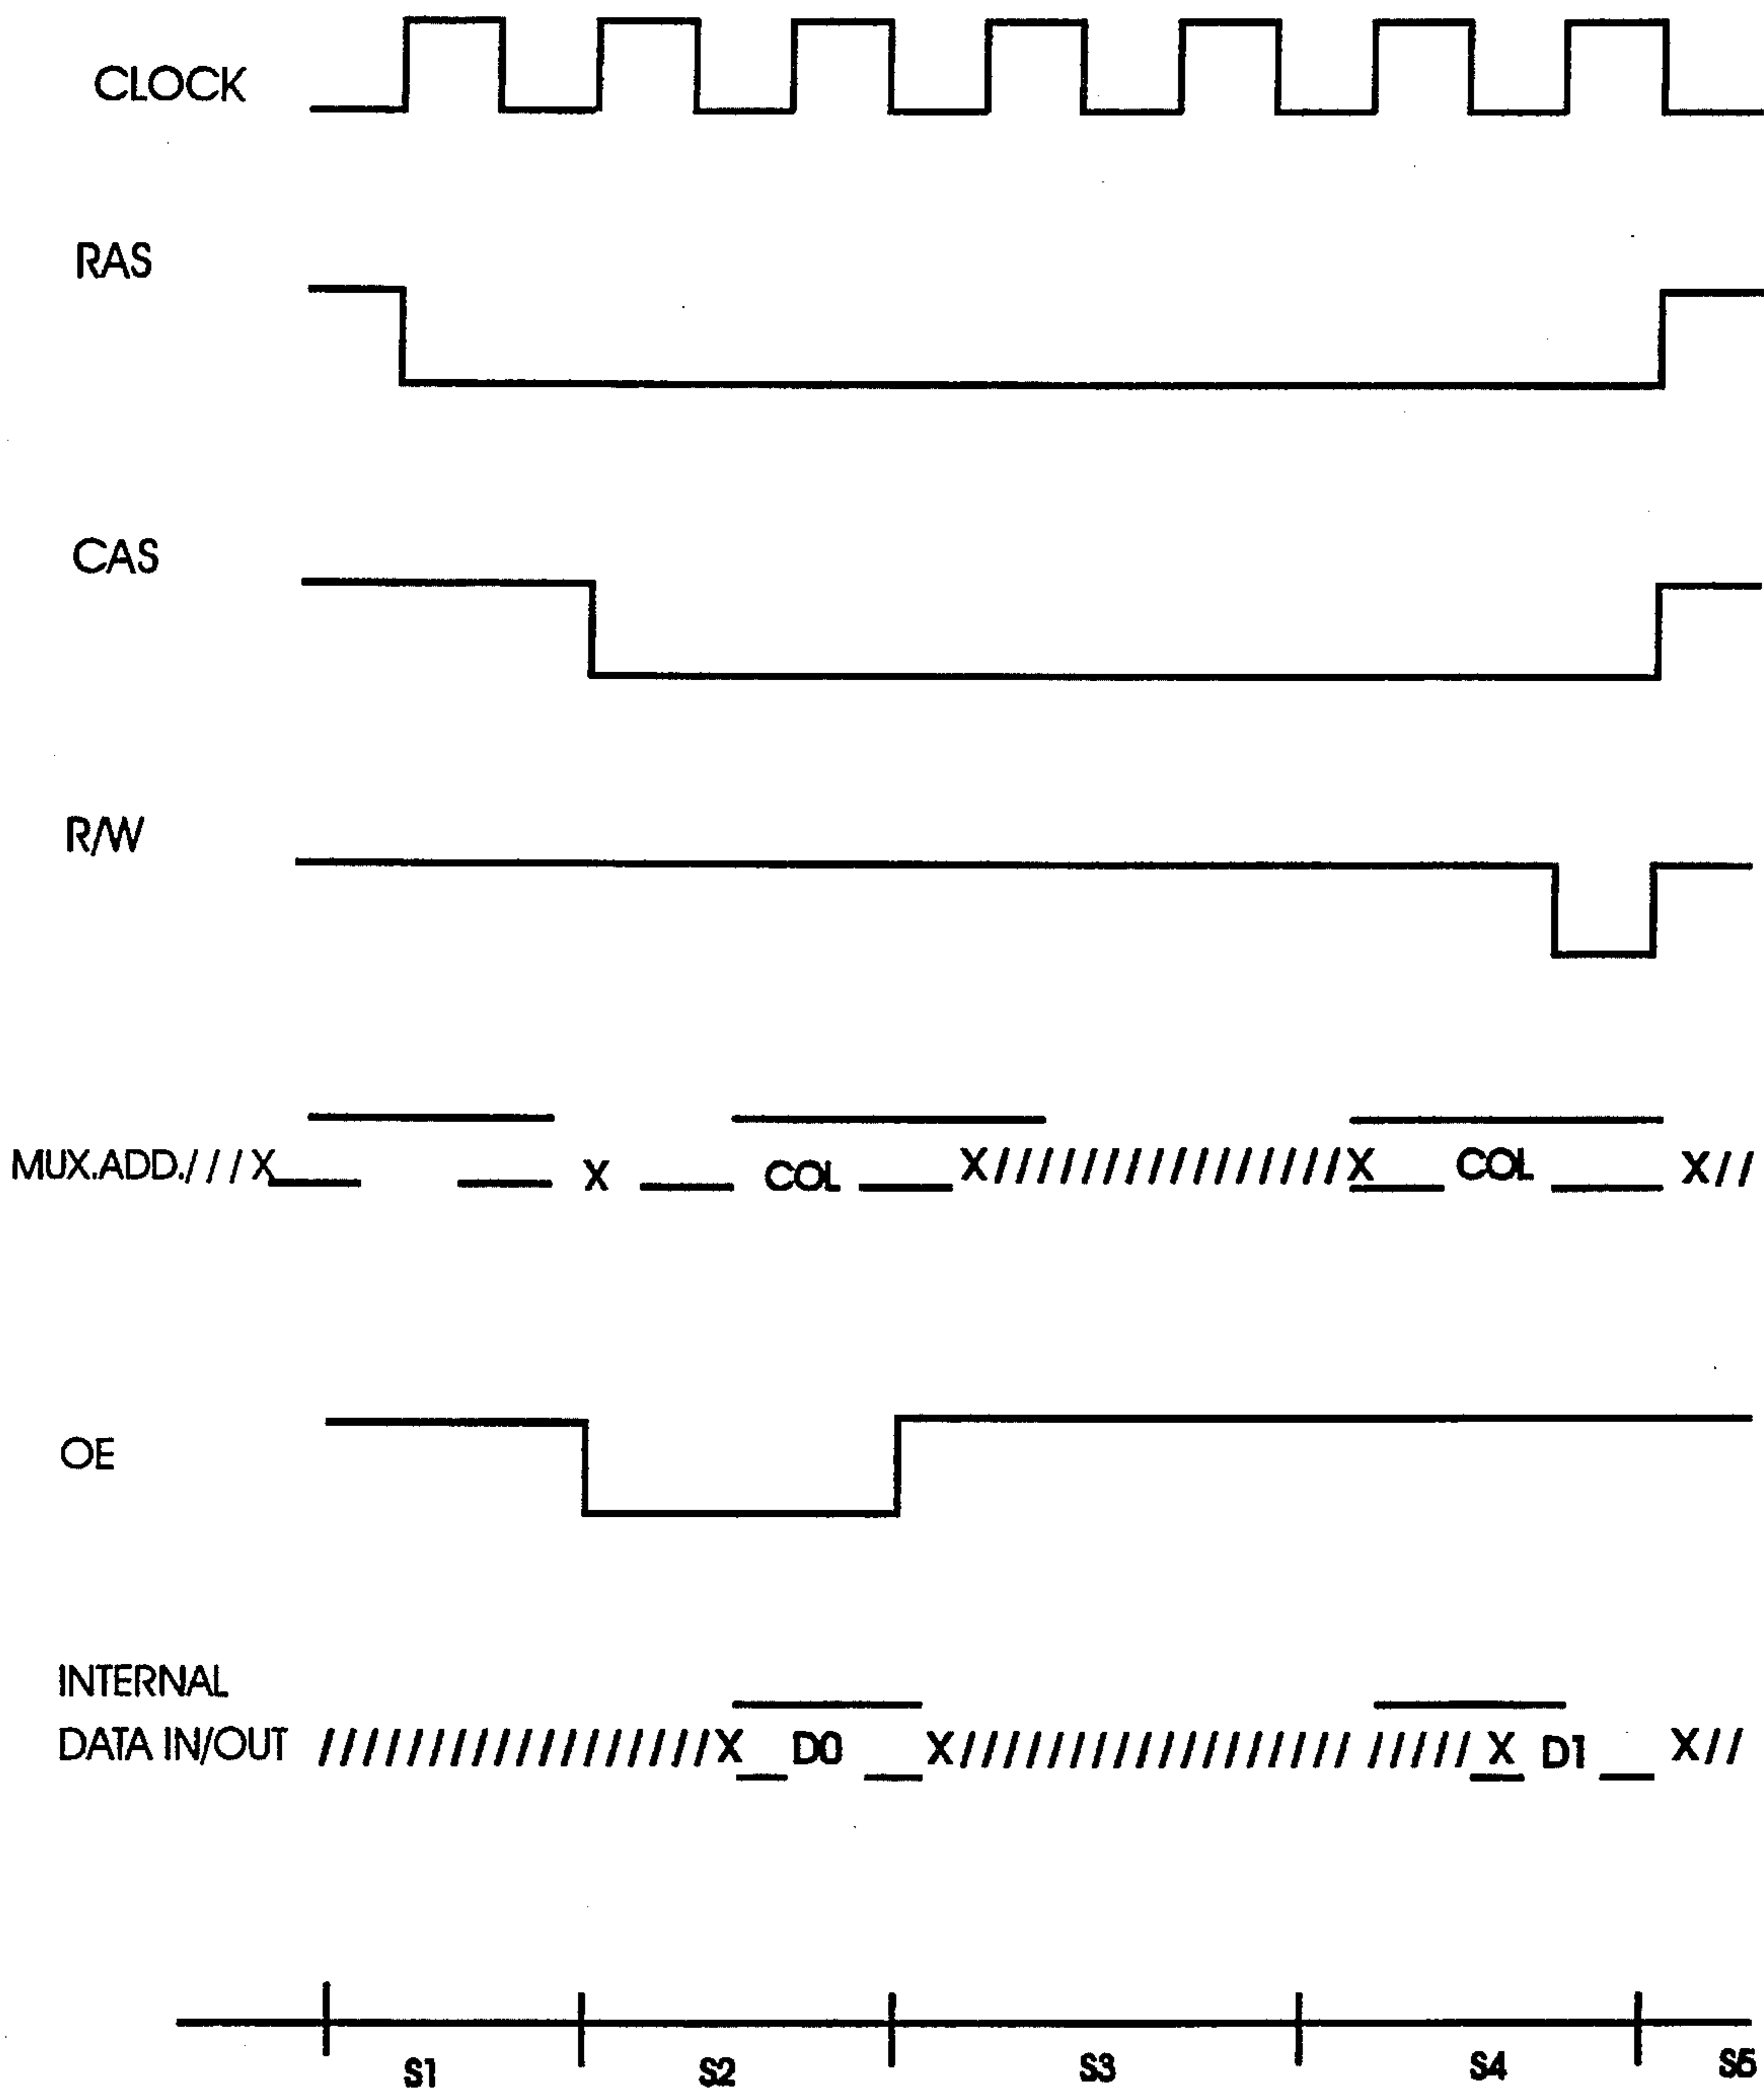 CLOCK
RAS
CAS
R/W
MUX.ADD.///X X COL X////////////////X COL X//
OE
INTERNAL
DATA IN/OUT //////////////////X D0 X////////////////// /////X D1 X//
S1 S2 S3 S4 S5